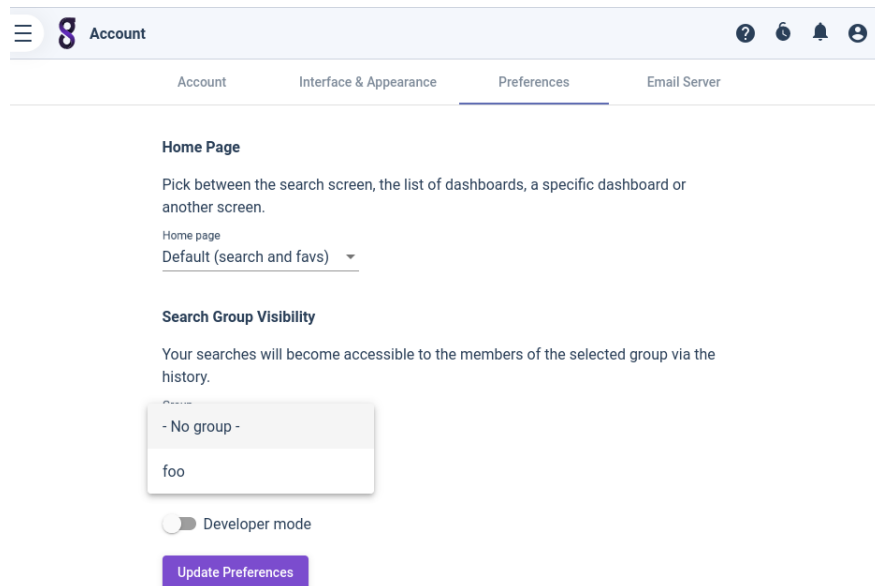 Account
Account Interface & Appearance Preferences Email Server
Home Page
Pick between the search screen, the list of dashboards, a specific dashboard or
another screen.
Home page
Default (search and favs)
Search Group Visibility
Your searches will become accessible to the members of the selected group via the
history.
- No group -
foo
Developer mode
Update Preferences